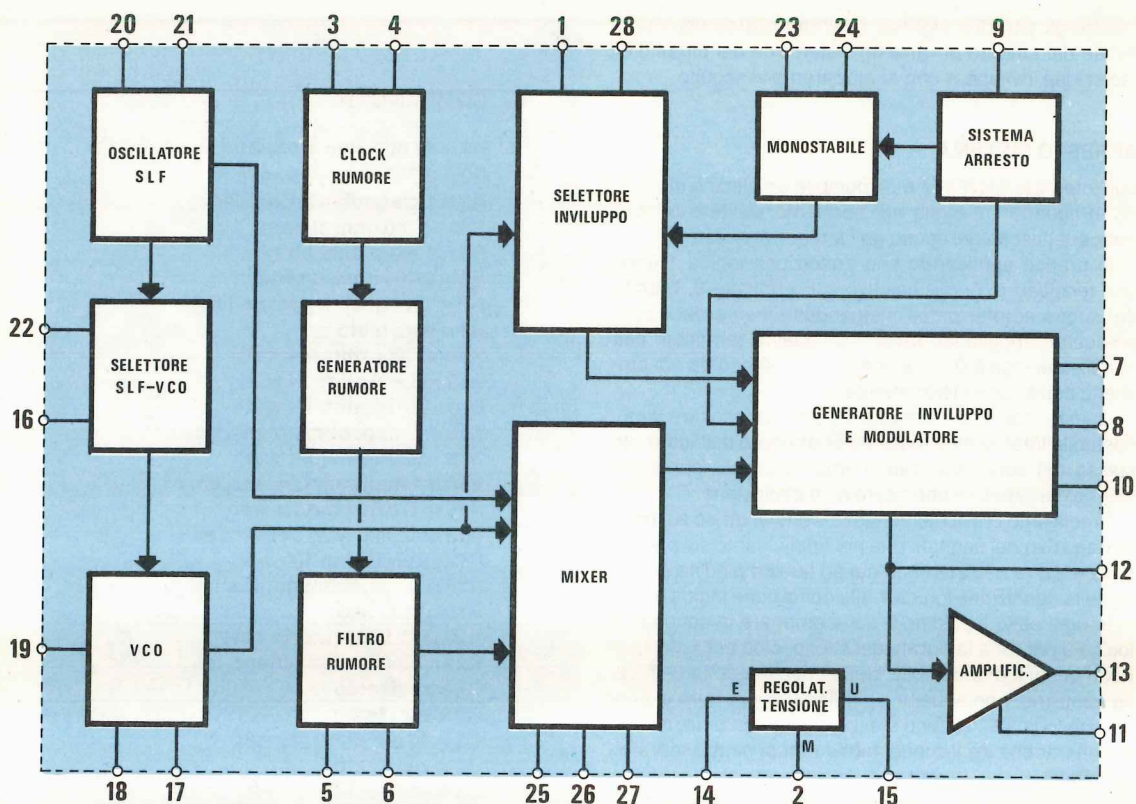 20 21 3 4 1 28 23 24 9
OSCILLATORE
SLF
CLOCK
RUMORE
SELETTORE
INVILUPPO
MONOSTABILE
SISTEMA
ARRESTO
22
SELETTORE
SLF-VCO
16
GENERATORE
RUMORE
GENERATORE INVILUPPO
E MODULATORE
7
8
10
MIXER
12
19
VCO
FILTRO
RUMORE
E
REGOLAT.
TENSIONE
U
M
AMPLIFIC.
13
11
18 17 5 6 25 26 27 14 2 15